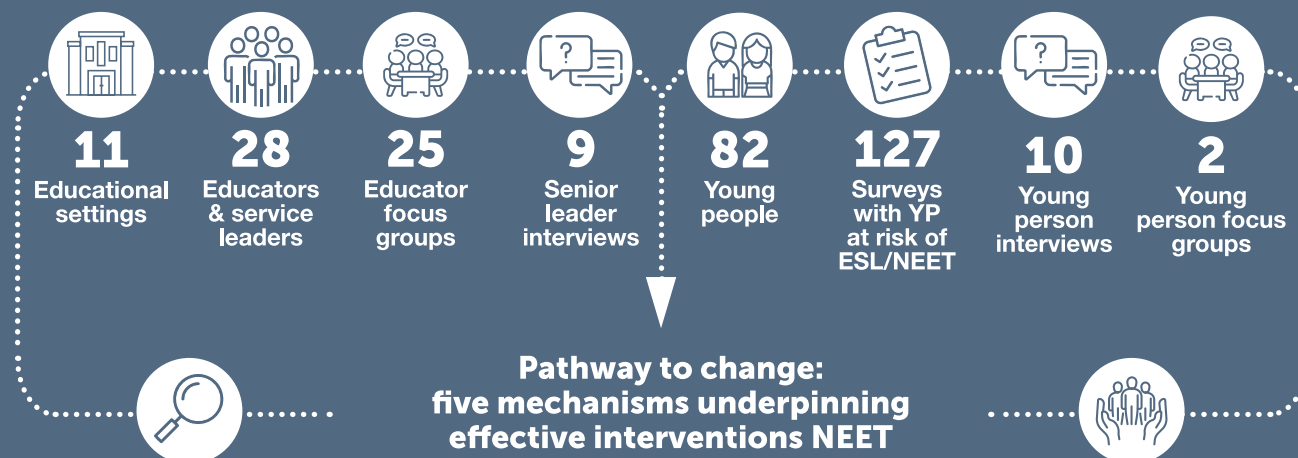 11
Educational
settings
28
Educators
& service
leaders
25
Educator
focus
groups
9
Senior
leader
interviews
82
Young
people
127
Surveys
with YP
at risk of
ESL/NEET
10
Young
person
interviews
2
Young
person focus
groups
?
?
Pathway to change:
five mechanisms underpinning
effective interventions NEET